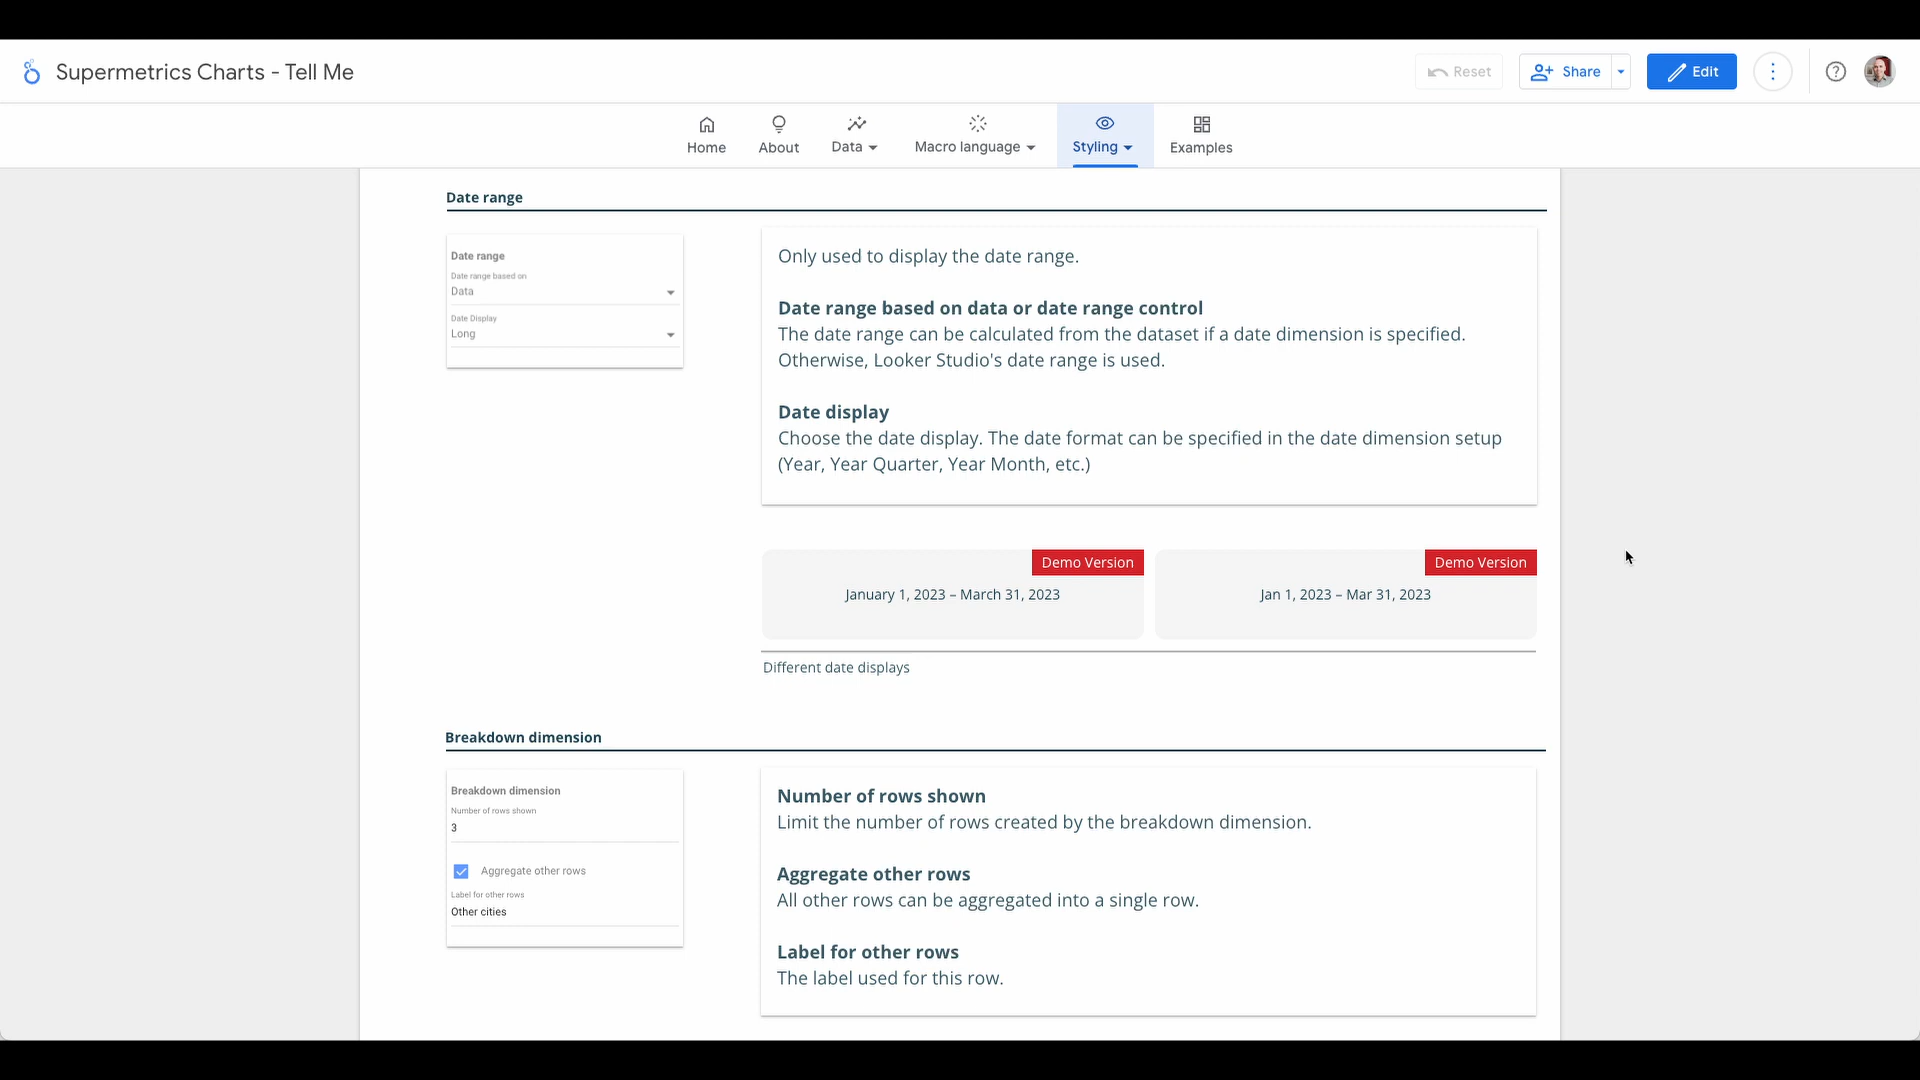 Supermetrics Charts - Tell Me
Reset
Share
Edit
Home
About
Data
Macro language
Styling
Examples
Date range
Date range
Date range based on
Data
Date Display
Long
Only used to display the date range.
Date range based on data or date range control
The date range can be calculated from the dataset if a date dimension is specified.
Otherwise, Looker Studio's date range is used.
Date display
Choose the date display. The date format can be specified in the date dimension setup
(Year, Year Quarter, Year Month, etc.)
Demo Version
January 1, 2023 – March 31, 2023
Demo Version
Jan 1, 2023 – Mar 31, 2023
Different date displays
Breakdown dimension
Breakdown dimension
Number of rows shown
3
Aggregate other rows
Label for other rows
Other cities
Number of rows shown
Limit the number of rows created by the breakdown dimension.
Aggregate other rows
All other rows can be aggregated into a single row.
Label for other rows
The label used for this row.